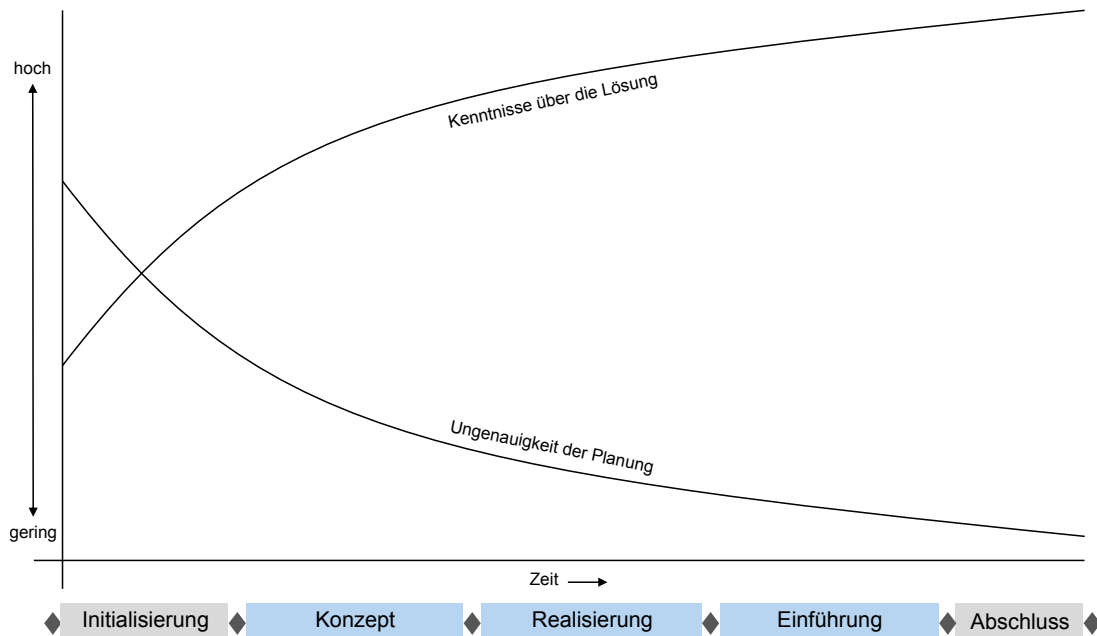 hoch
Kenntnisse über die Lösung
Ungenauigkeit der Planung
gering
Zeit
Initialisierung
Konzept
Realisierung
Einführung
Abschluss